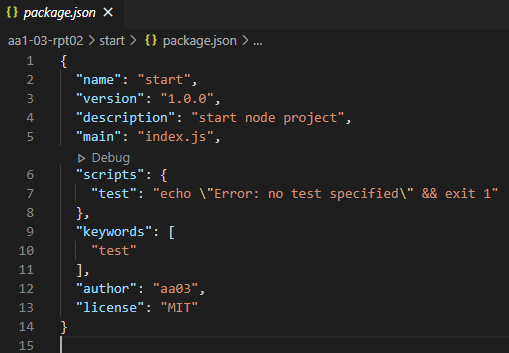 {} package.json ×
aa1-03-rpt02 > start > {} package.json > ...
1 {
2 "name": "start",
3 "version": "1.0.0",
4 "description": "start node project",
5 "main": "index.js",
Debug
6 "scripts": {
7 "test": "echo \"Error: no test specified\" && exit 1"
8 },
9 "keywords": [
10 "test"
11 ],
12 "author": "aa03",
13 "license": "MIT"
14 }
15